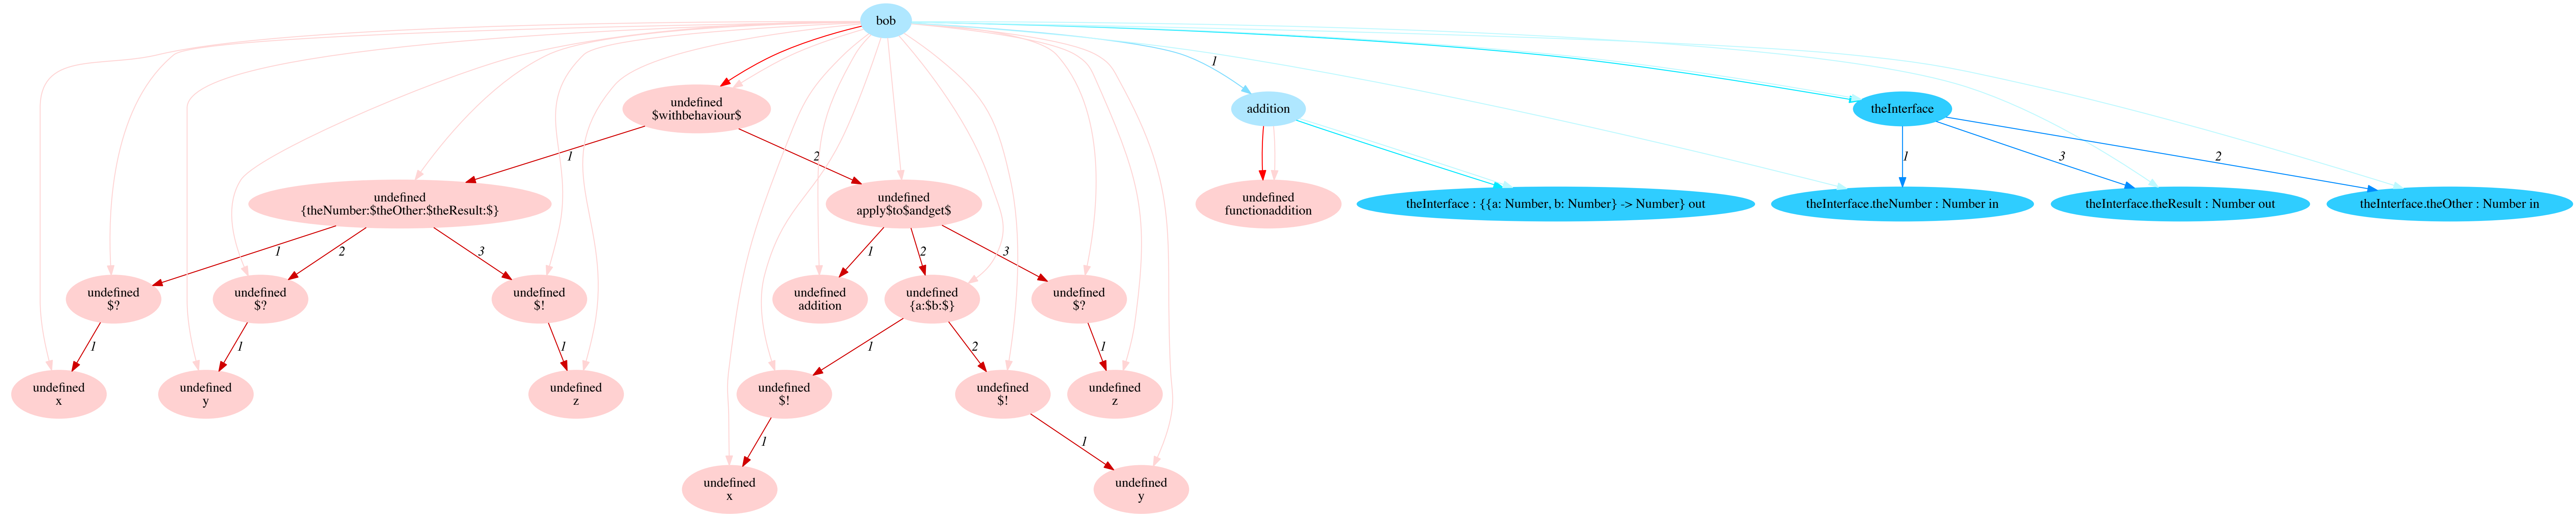 bob
1
undefined
$withbehaviour$
addition
theInterface
1
2
1
3
2
undefined
{theNumber:$theOther:$theResult:$}
undefined
apply$to$andget$
undefined
functionaddition
theInterface : {{a: Number, b: Number} -> Number} out
theInterface.theNumber : Number in
theInterface.theResult : Number out
theInterface.theOther : Number in
1
2
3
1
2
3
undefined
$?
undefined
$?
undefined
$!
undefined
addition
undefined
{a:$b:$}
undefined
$?
1
1
1
1
2
1
undefined
x
undefined
y
undefined
z
undefined
$!
undefined
$!
undefined
z
1
1
undefined
x
undefined
y